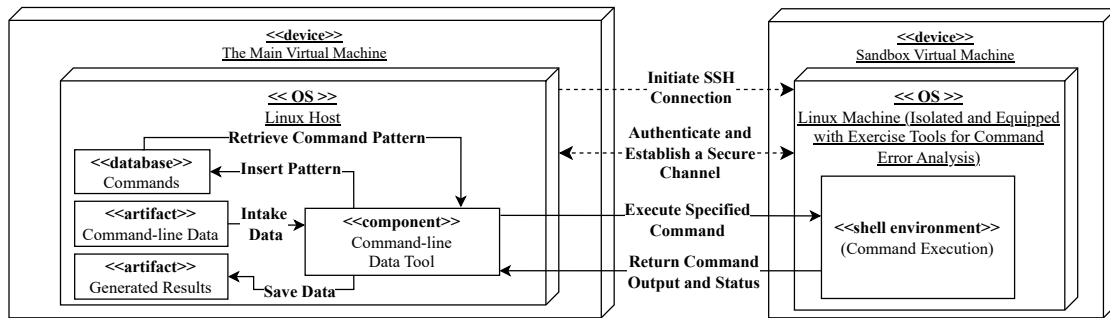 <<device>>
The Main Virtual Machine
<< OS >>
Linux Host
Retrieve Command Pattern
<<database>>
Commands
Insert Pattern
<<artifact>>
Command-line Data
Intake
Data
<<component>>
Command-line
Data Tool
<<artifact>>
Generated Results
Save Data
Initiate SSH
Connection
Authenticate and
Establish a Secure
Channel
Execute Specified
Command
Return Command
Output and Status
<<device>>
Sandbox Virtual Machine
<< OS >>
Linux Machine (Isolated and Equipped
with Exercise Tools for Command
Error Analysis)
<<shell environment>>
(Command Execution)